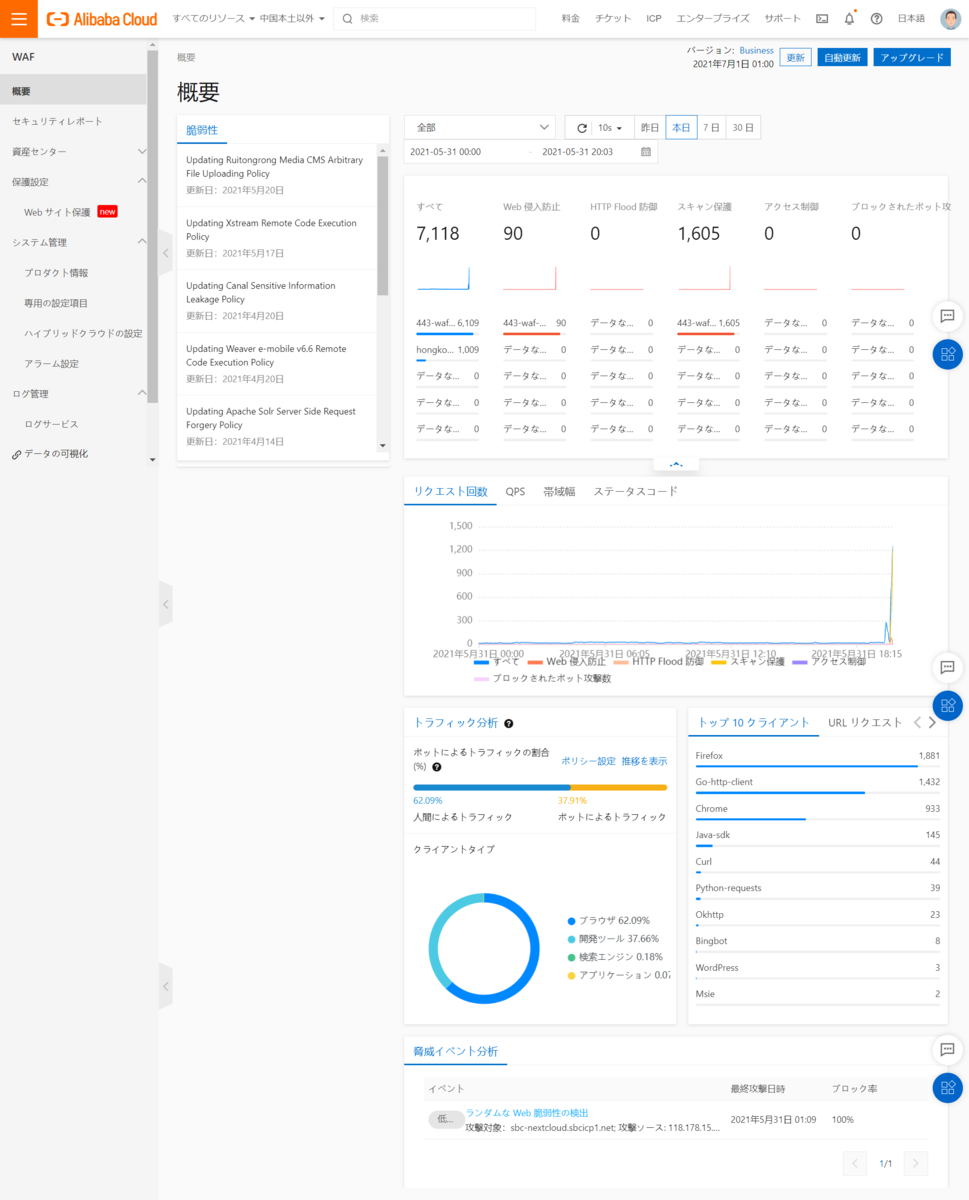 Alibaba Cloud
すべてのリソース
中国本土以外
検索
料金
チケット
ICP
エンタープライズ
サポート
日本語
WAF
概要
セキュリティレポート
資産センター
保護設定
Web サイト保護 new
システム管理
プロダクト情報
専用の設定項目
ハイブリッドクラウドの設定
アラーム設定
ログ管理
ログサービス
データの可視化
概要
バージョン: Business
2021年7月1日 01:00
更新
自動更新
アップグレード
概要
脆弱性
Updating Ruitongrong Media CMS Arbitrary
File Uploading Policy
更新日: 2021年5月20日
Updating Xstream Remote Code Execution
Policy
更新日: 2021年5月17日
Updating Canal Sensitive Information
Leakage Policy
更新日: 2021年4月20日
Updating Weaver e-mobile v6.6 Remote
Code Execution Policy
更新日: 2021年4月20日
Updating Apache Solr Server Side Request
Forgery Policy
更新日: 2021年4月14日
全部
10s
昨日
本日
7 日
30 日
2021-05-31 00:00 - 2021-05-31 20:03
すべて Web 侵入防止 HTTP Flood 防御 スキャン保護 アクセス制御 ブロックされたボット攻
7,118 90 0 1,605 0 0
443-waf... 6,109 443-waf-... 90 データな... 0 443-waf... 1,605 データな... 0 データな... 0
hongko... 1,009 データな... 0 データな... 0 データな... 0 データな... 0 データな... 0
データな... 0 データな... 0 データな... 0 データな... 0 データな... 0 データな... 0
データな... 0 データな... 0 データな... 0 データな... 0 データな... 0 データな... 0
データな... 0 データな... 0 データな... 0 データな... 0 データな... 0 データな... 0
リクエスト回数 QPS 帯域幅 ステータスコード
1,500
1,200
900
600
300
0
2021年5月31日 00:00 2021年5月31日 06:05 2021年5月31日 12:10 2021年5月31日 18:15
すべて Web 侵入防止 HTTP Flood 防御 スキャン保護 アクセス制御
ブロックされたボット攻撃数
トラフィック分析
ボットによるトラフィックの割合
(%)
ポリシー設定 推移を表示
62.09% 37.91%
人間によるトラフィック ボットによるトラフィック
クライアントタイプ
ブラウザ 62.09%
開発ツール 37.66%
検索エンジン 0.18%
アプリケーション 0.07
トップ 10 クライアント URL リクエスト
Firefox 1,881
Go-http-client 1,432
Chrome 933
Java-sdk 145
Curl 44
Python-requests 39
Okhttp 23
Bingbot 8
WordPress 3
Msie 2
脅威イベント分析
イベント 最終攻撃日時 ブロック率
低... ランダムな Web 脆弱性の検出
攻撃対象: sbc-nextcloud.sbcicp1.net; 攻撃ソース: 118.178.15.... 2021年5月31日 01:09 100%
1/1